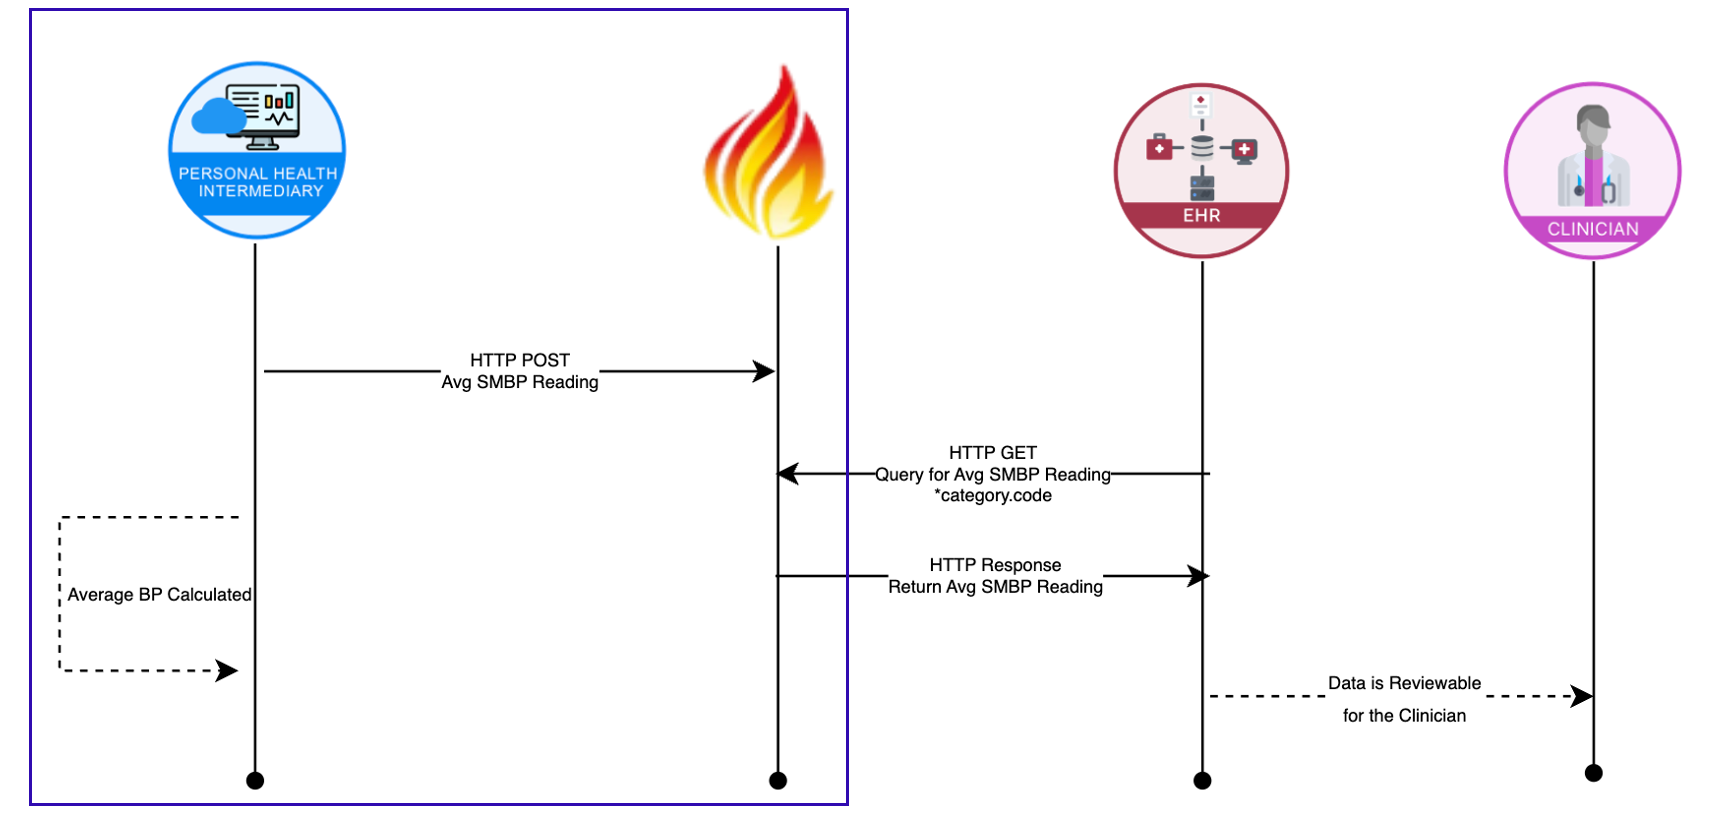 PERSONAL HEALTH
INTERMEDIARY
EHR
CLINICIAN
HTTP POST
Avg SMBP Reading
HTTP GET
Query for Avg SMBP Reading
*category.code
HTTP Response
Return Avg SMBP Reading
Average BP Calculated
Data is Reviewable
for the Clinician